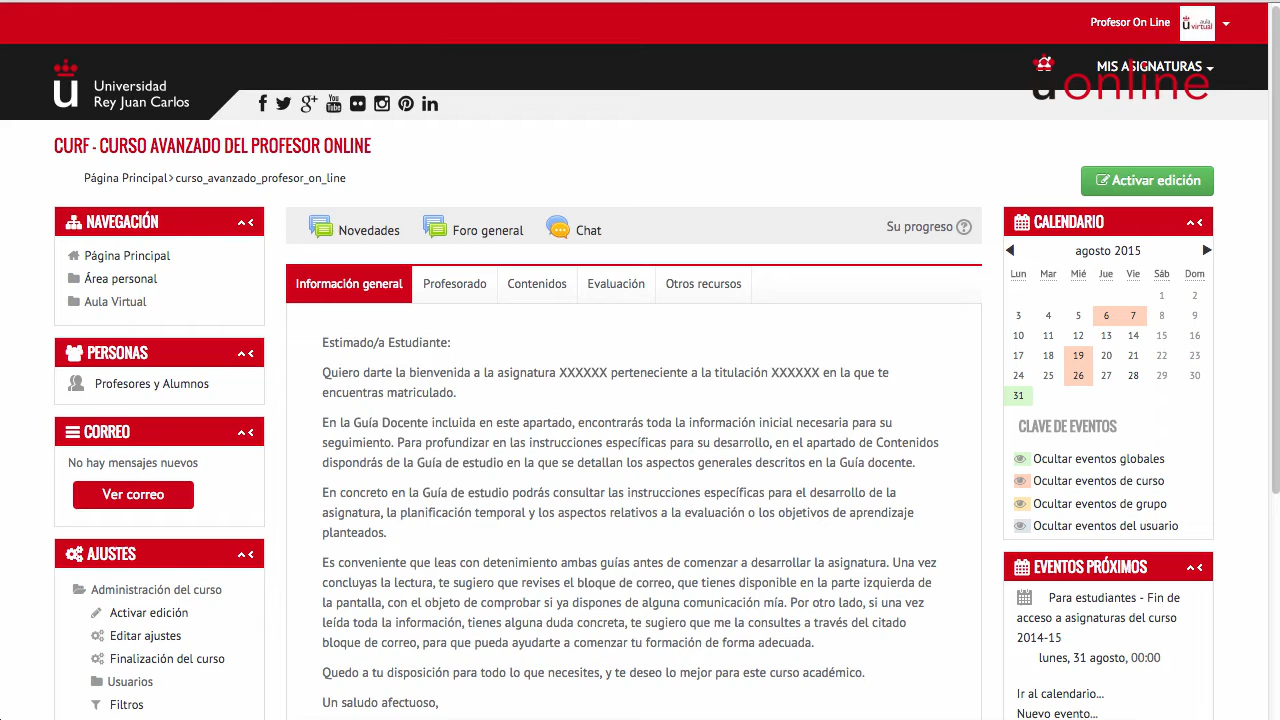 Profesor On Line
aula virtual
MIS ASIGNATURAS
u online
Universidad
Rey Juan Carlos
CURF - CURSO AVANZADO DEL PROFESOR ONLINE
Página Principal > curso_avanzado_profesor_on_line
Activar edición
NAVEGACIÓN
Página Principal
Área personal
Aula Virtual
PERSONAS
Profesores y Alumnos
CORREO
No hay mensajes nuevos
Ver correo
AJUSTES
Administración del curso
Activar edición
Editar ajustes
Finalización del curso
Usuarios
Filtros
Novedades
Foro general
Chat
Su progreso
Información general
Profesorado
Contenidos
Evaluación
Otros recursos
Estimado/a Estudiante:
Quiero darte la bienvenida a la asignatura XXXXXX perteneciente a la titulación XXXXXX en la que te
encuentras matriculado.
En la Guía Docente incluida en este apartado, encontrarás toda la información inicial necesaria para su
seguimiento. Para profundizar en las instrucciones específicas para su desarrollo, en el apartado de Contenidos
dispondrás de la Guía de estudio en la que se detallan los aspectos generales descritos en la Guía docente.
En concreto en la Guía de estudio podrás consultar las instrucciones específicas para el desarrollo de la
asignatura, la planificación temporal y los aspectos relativos a la evaluación o los objetivos de aprendizaje
planteados.
Es conveniente que leas con detenimiento ambas guías antes de comenzar a desarrollar la asignatura. Una vez
concluyas la lectura, te sugiero que revises el bloque de correo, que tienes disponible en la parte izquierda de
la pantalla, con el objeto de comprobar si ya dispones de alguna comunicación mía. Por otro lado, si una vez
leída toda la información, tienes alguna duda concreta, te sugiero que me la consultes a través del citado
bloque de correo, para que pueda ayudarte a comenzar tu formación de forma adecuada.
Quedo a tu disposición para todo lo que necesites, y te deseo lo mejor para este curso académico.
Un saludo afectuoso,
CALENDARIO
agosto 2015
Lun Mar Mié Jue Vie Sáb Dom
1 2
3 4 5 6 7 8 9
10 11 12 13 14 15 16
17 18 19 20 21 22 23
24 25 26 27 28 29 30
31
CLAVE DE EVENTOS
Ocultar eventos globales
Ocultar eventos de curso
Ocultar eventos de grupo
Ocultar eventos del usuario
EVENTOS PRÓXIMOS
Para estudiantes - Fin de
acceso a asignaturas del curso
2014-15
lunes, 31 agosto, 00:00
Ir al calendario...
Nuevo evento...